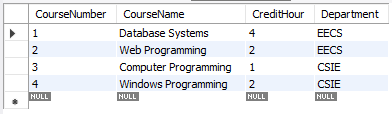 CourseNumber CourseName CreditHour Department
1 Database Systems 4 EECS
2 Web Programming 2 EECS
3 Computer Programming 1 CSIE
4 Windows Programming 2 CSIE
NULL NULL NULL NULL